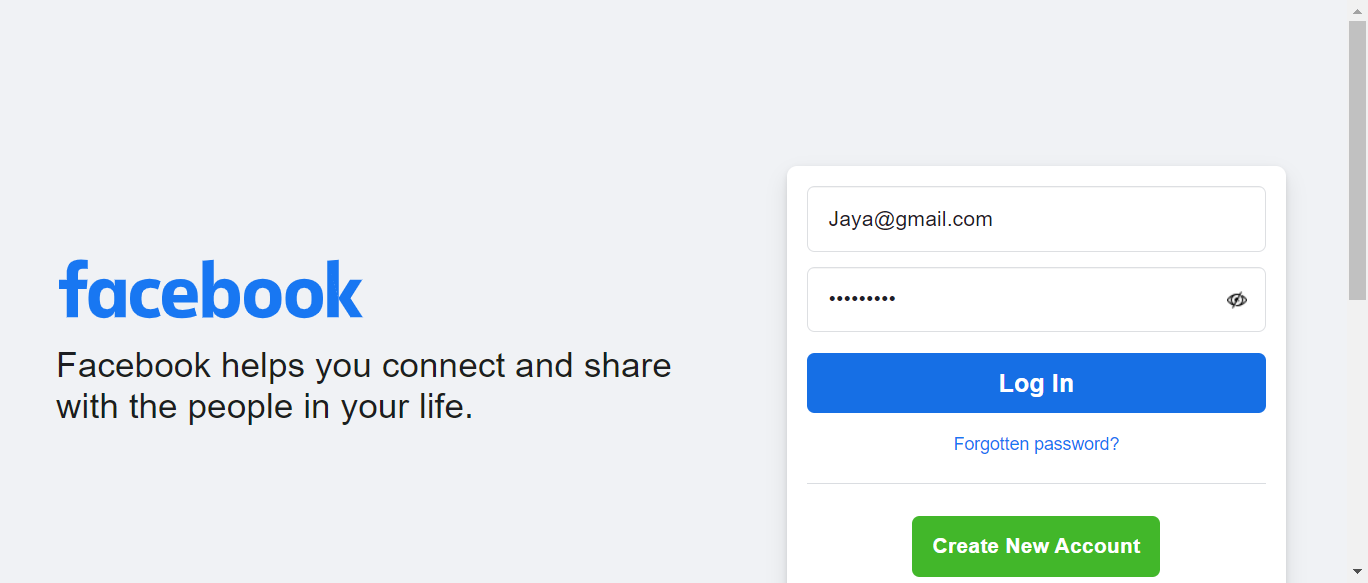 facebook
Facebook helps you connect and share
with the people in your life.
Jaya@gmail.com
•••••••••
Log In
Forgotten password?
Create New Account